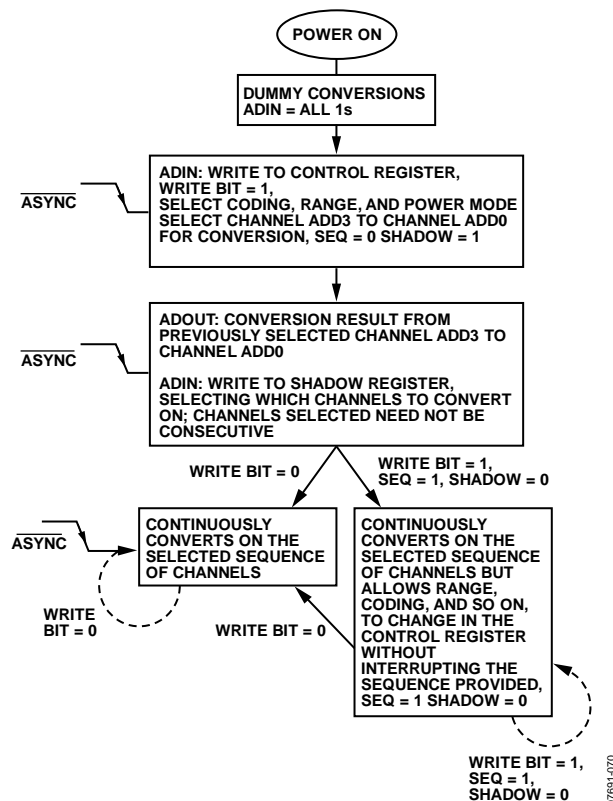 POWER ON
DUMMY CONVERSIONS
ADIN = ALL 1s
ASYNC
ADIN: WRITE TO CONTROL REGISTER,
WRITE BIT = 1,
SELECT CODING, RANGE, AND POWER MODE
SELECT CHANNEL ADD3 TO CHANNEL ADD0
FOR CONVERSION, SEQ = 0 SHADOW = 1
ASYNC
ADOUT: CONVERSION RESULT FROM
PREVIOUSLY SELECTED CHANNEL ADD3 TO
CHANNEL ADD0
ADIN: WRITE TO SHADOW REGISTER,
SELECTING WHICH CHANNELS TO CONVERT
ON; CHANNELS SELECTED NEED NOT BE
CONSECUTIVE
WRITE BIT = 0
WRITE BIT = 1,
SEQ = 1, SHADOW = 0
ASYNC
CONTINUOUSLY
CONVERTS ON THE
SELECTED SEQUENCE
OF CHANNELS
WRITE
BIT = 0
WRITE BIT = 0
CONTINUOUSLY
CONVERTS ON THE
SELECTED SEQUENCE
OF CHANNELS BUT
ALLOWS RANGE,
CODING, AND SO ON,
TO CHANGE IN THE
CONTROL REGISTER
WITHOUT
INTERRUPTING THE
SEQUENCE PROVIDED,
SEQ = 1 SHADOW = 0
WRITE BIT = 1,
SEQ = 1,
SHADOW = 0
7691-070